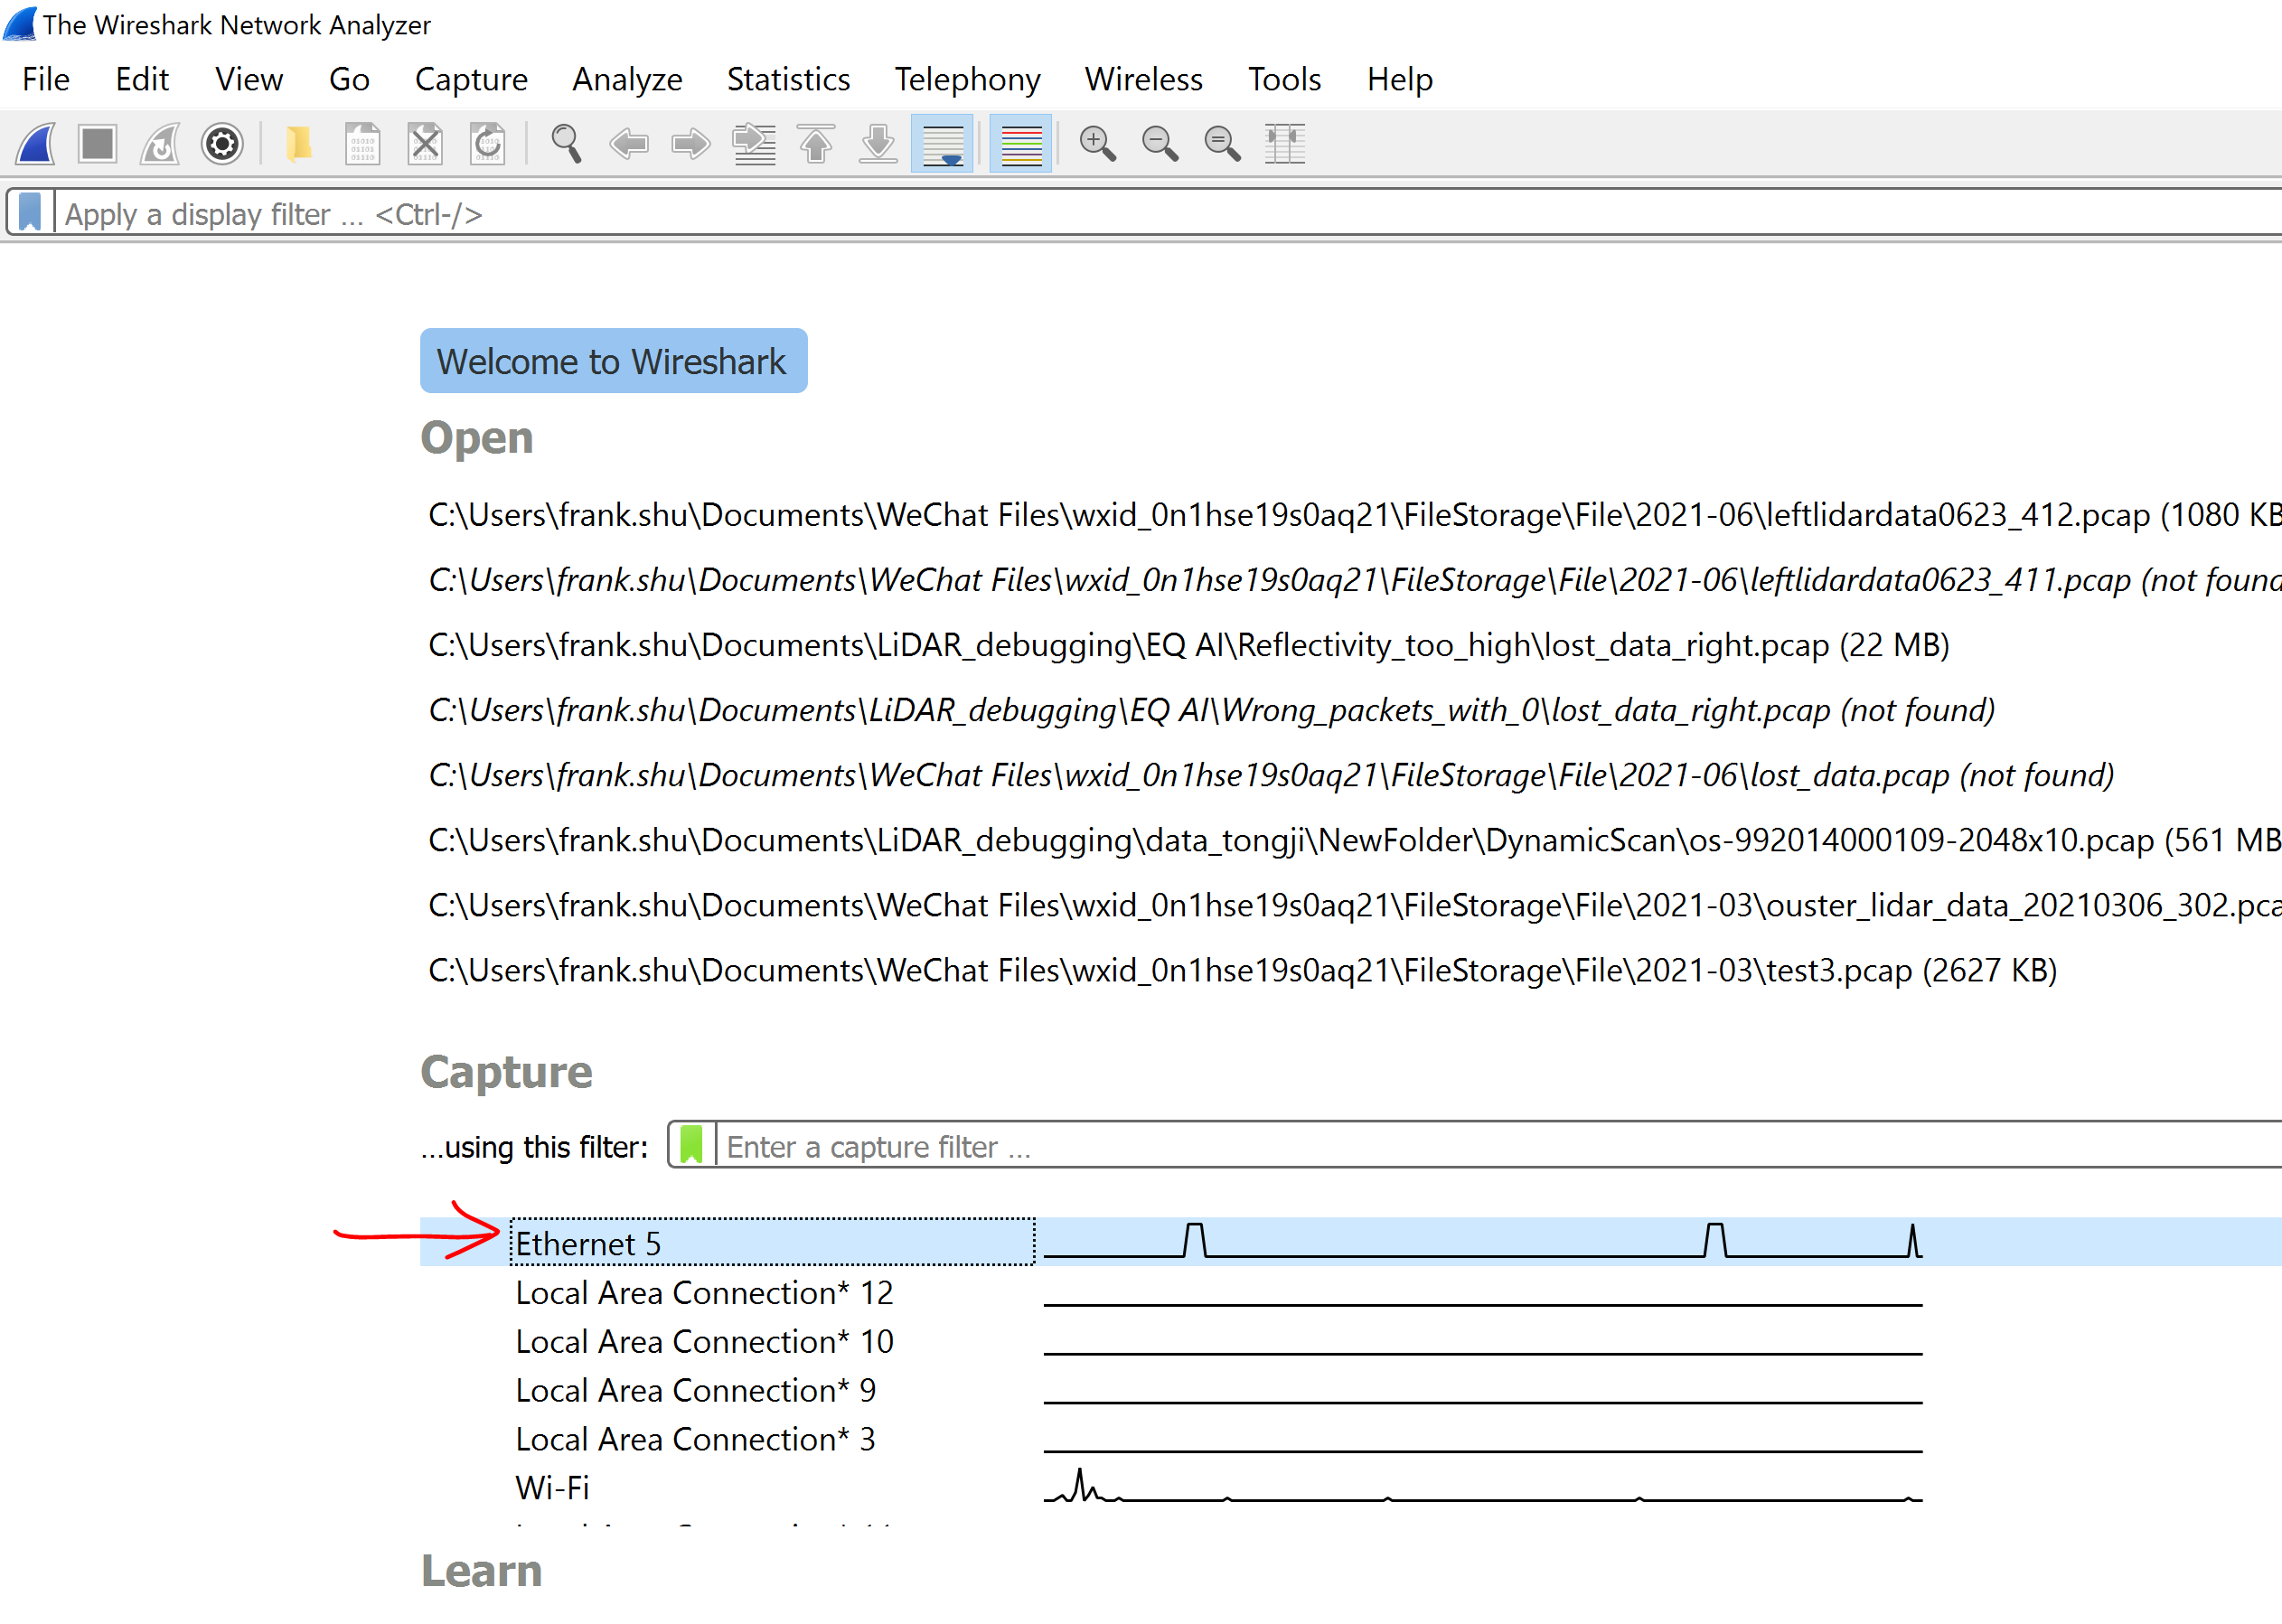 The Wireshark Network Analyzer
File Edit View Go Capture Analyze Statistics Telephony Wireless Tools Help
Apply a display filter ... <Ctrl-/>
Welcome to Wireshark
Open
C:\Users\frank.shu\Documents\WeChat Files\wxid_0n1hse19s0aq21\FileStorage\File\2021-06\leftlidardata0623_412.pcap (1080 KB
C:\Users\frank.shu\Documents\WeChat Files\wxid_0n1hse19s0aq21\FileStorage\File\2021-06\leftlidardata0623_411.pcap (not found
C:\Users\frank.shu\Documents\LiDAR_debugging\EQ AI\Reflectivity_too_high\lost_data_right.pcap (22 MB)
C:\Users\frank.shu\Documents\LiDAR_debugging\EQ AI\Wrong_packets_with_0\lost_data_right.pcap (not found)
C:\Users\frank.shu\Documents\WeChat Files\wxid_0n1hse19s0aq21\FileStorage\File\2021-06\lost_data.pcap (not found)
C:\Users\frank.shu\Documents\LiDAR_debugging\data_tongji\NewFolder\DynamicScan\os-992014000109-2048x10.pcap (561 MB
C:\Users\frank.shu\Documents\WeChat Files\wxid_0n1hse19s0aq21\FileStorage\File\2021-03\ouster_lidar_data_20210306_302.pca
C:\Users\frank.shu\Documents\WeChat Files\wxid_0n1hse19s0aq21\FileStorage\File\2021-03\test3.pcap (2627 KB)
Capture
...using this filter: Enter a capture filter ...
Ethernet 5
Local Area Connection* 12
Local Area Connection* 10
Local Area Connection* 9
Local Area Connection* 3
Wi-Fi
Learn